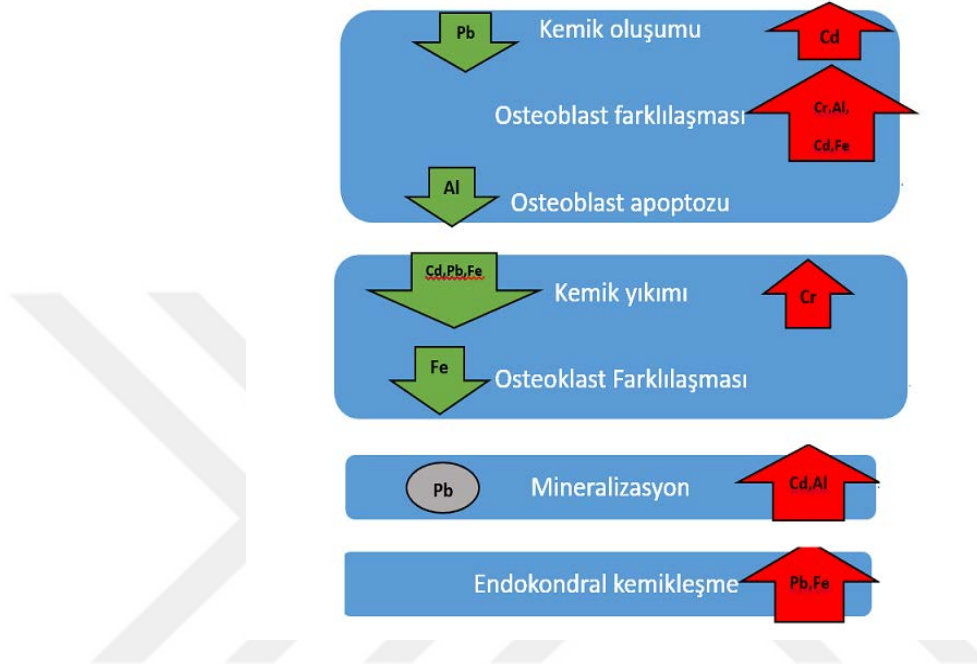 Pb Kemik oluşumu Cd
Osteoblast farklılaşması Cr,Al,
Cd,Fe
Al Osteoblast apoptozu
Cd,Pb,Fe Kemik yıkımı Cr
Fe Osteoklast Farklılaşması
Pb Mineralizasyon Cd,Al
Endokondral kemikleşme Pb,Fe